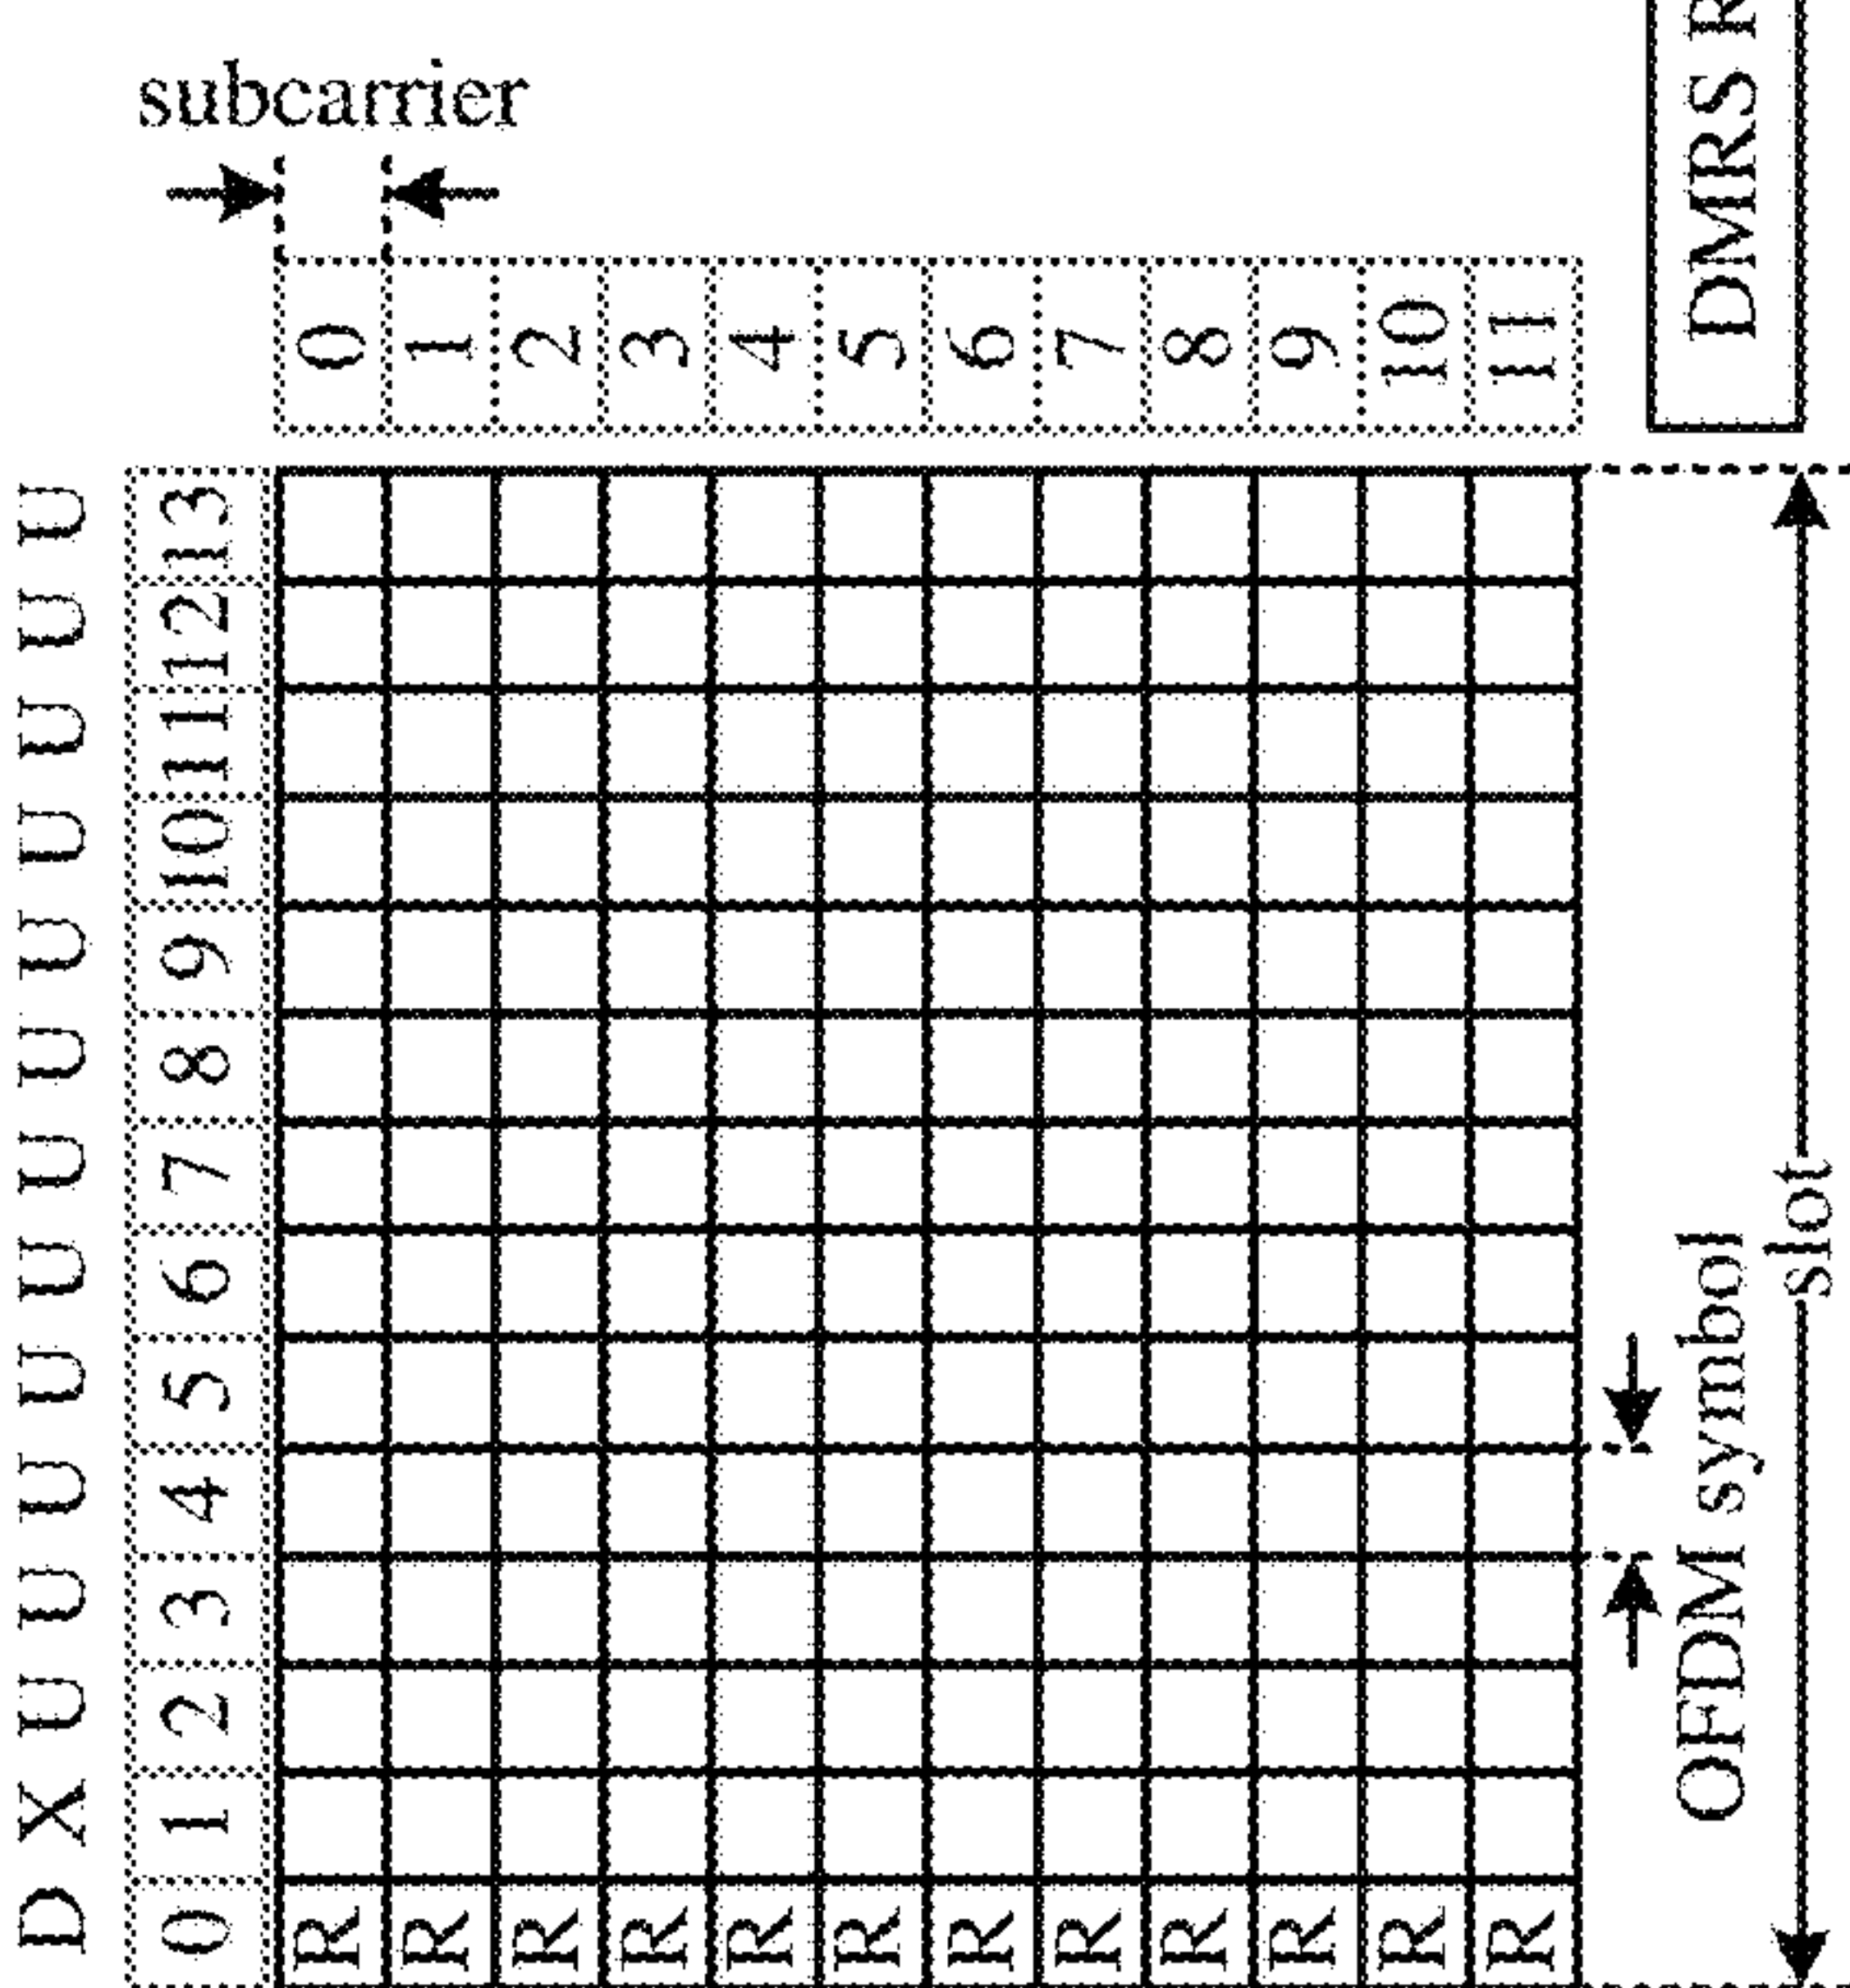 D X U U U U U U U U U U U U
0 1 2 3 4 5 6 7 8 9 10 11 12 13
subcarrier
R 0
R 1
R 2
R 3
R 4
R 5
R 6
R 7
R 8
R 9
R 10
R 11
OFDM symbol
DMRS R
slot